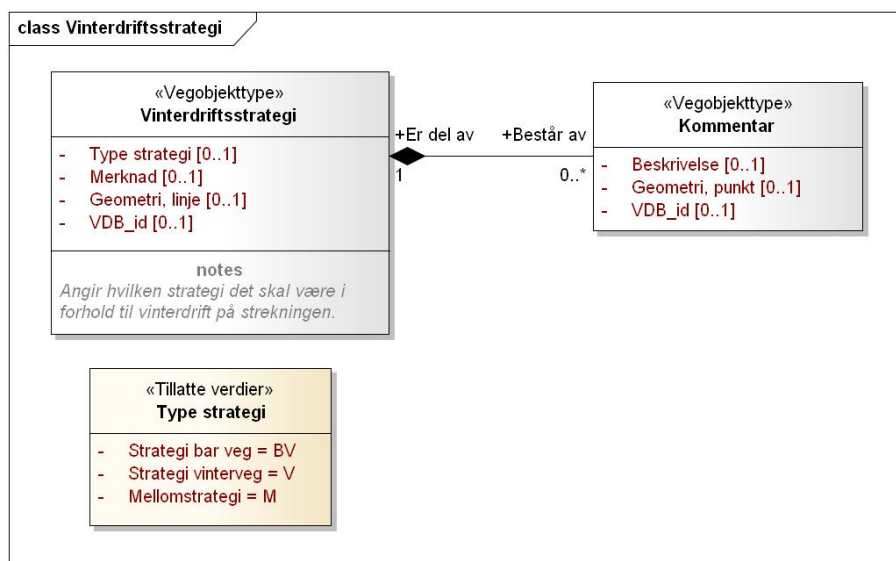 class Vinterdriftsstrategi
«Vegobjekttype»
Vinterdriftsstrategi
- Type strategi [0..1]
- Merknad [0..1]
- Geometri, linje [0..1]
- VDB_id [0..1]
notes
Angir hvilken strategi det skal være i
forhold til vinterdrift på strekningen.
+Er del av
1
+Består av
0..*
«Vegobjekttype»
Kommentar
- Beskrivelse [0..1]
- Geometri, punkt [0..1]
- VDB_id [0..1]
«Tillatte verdier»
Type strategi
- Strategi bar veg = BV
- Strategi vinterveg = V
- Mellomstrategi = M